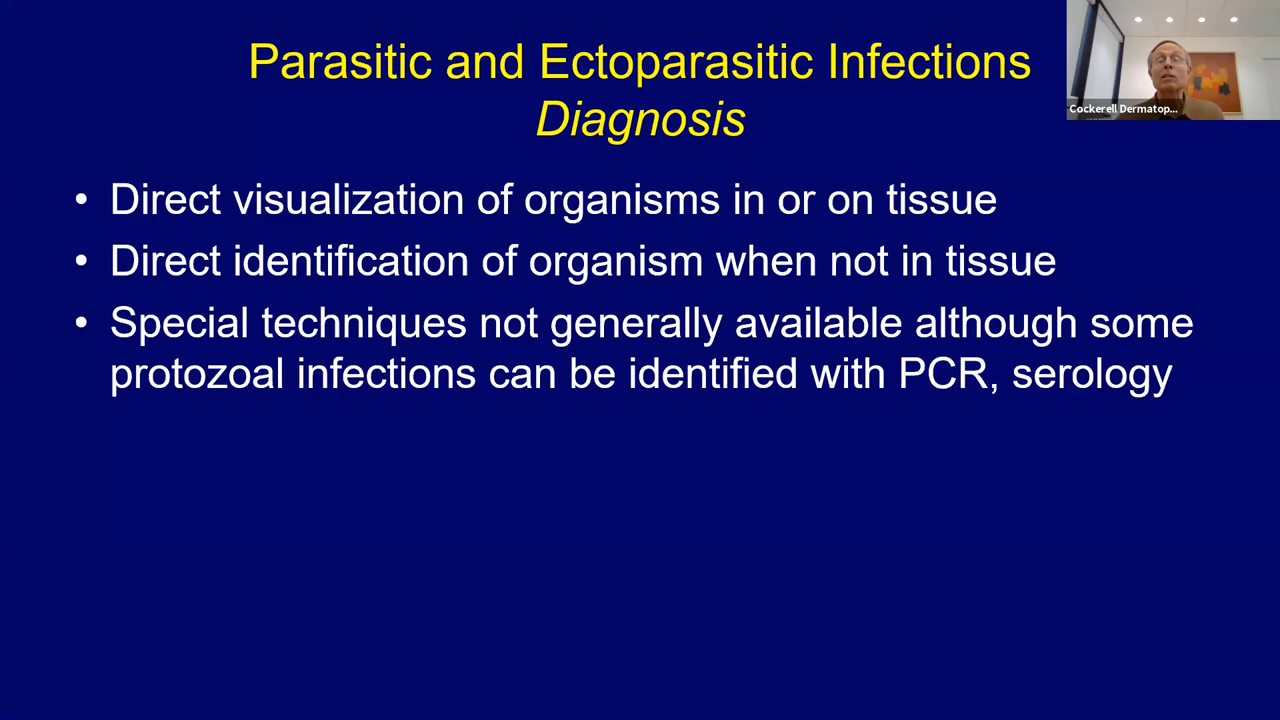 Parasitic and Ectoparasitic Infections
Diagnosis
Cockerell Dermatop...
• Direct visualization of organisms in or on tissue
• Direct identification of organism when not in tissue
• Special techniques not generally available although some
protozoal infections can be identified with PCR, serology